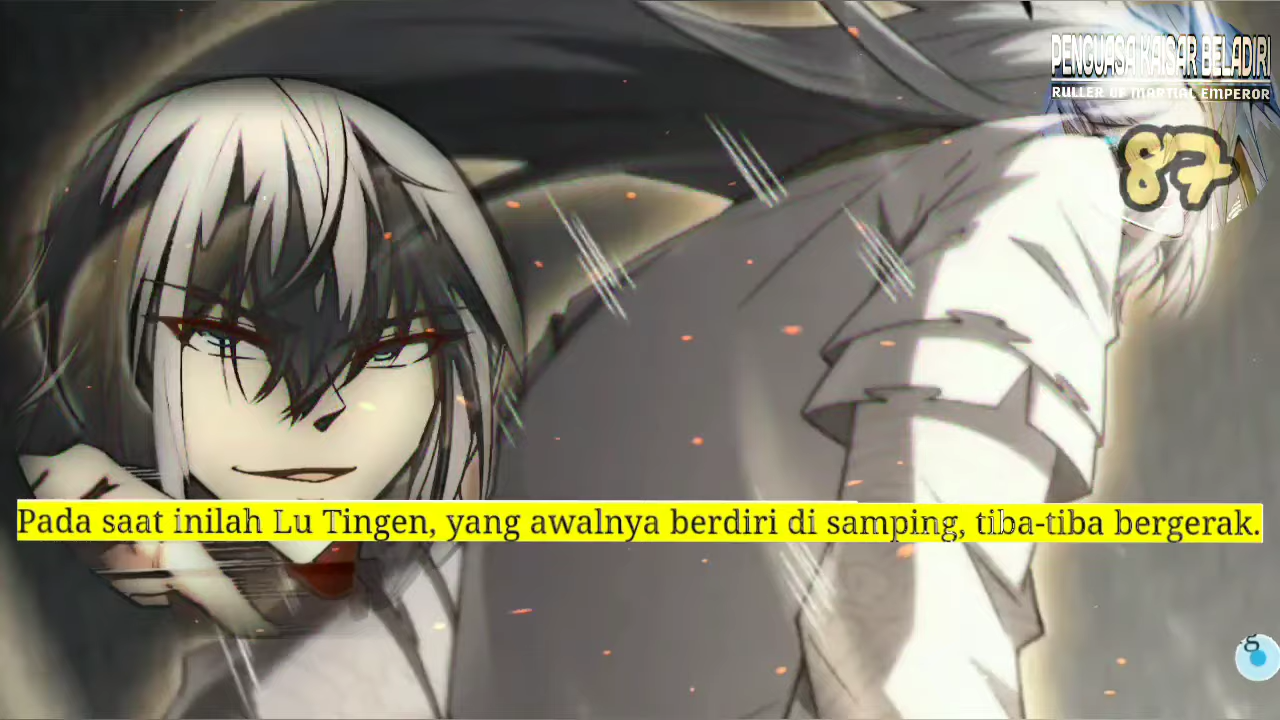 PENGUASA KAISAR BELADIRI
RULLER OF MARTIAL EMPEROR
87
Pada saat inilah Lu Tingen, yang awalnya berdiri di samping, tiba-tiba bergerak.
g